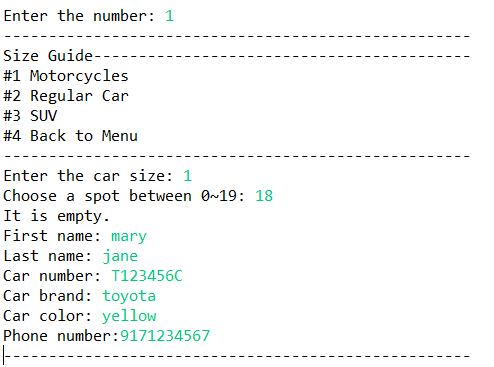 Enter the number: 1
----------------------------------------------------
Size Guide------------------------------------------
#1 Motorcycles
#2 Regular Car
#3 SUV
#4 Back to Menu
----------------------------------------------------
Enter the car size: 1
Choose a spot between 0~19: 18
It is empty.
First name: mary
Last name: jane
Car number: T123456C
Car brand: toyota
Car color: yellow
Phone number:9171234567
----------------------------------------------------